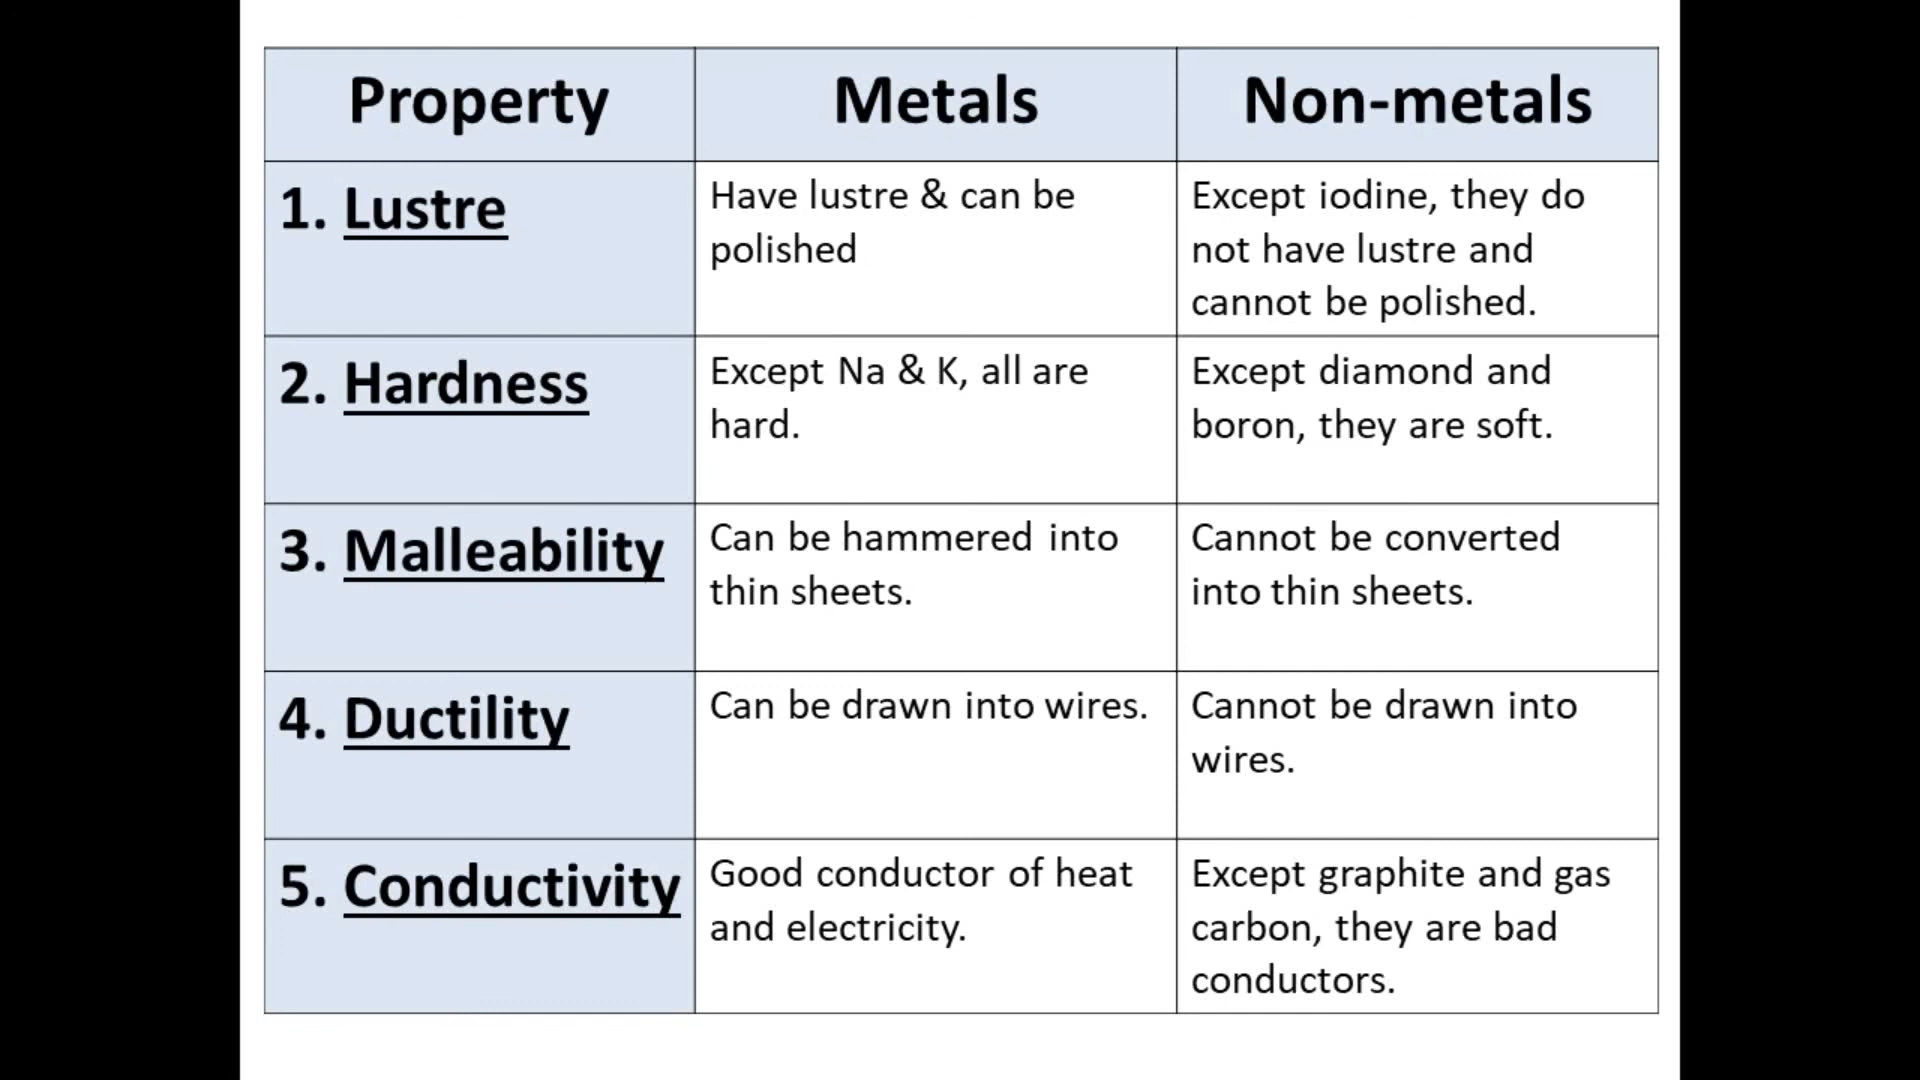 Property
Metals
Non-metals
1. Lustre
Have lustre & can be
polished
Except iodine, they do
not have lustre and
cannot be polished.
2. Hardness
Except Na & K, all are
hard.
Except diamond and
boron, they are soft.
3. Malleability
Can be hammered into
thin sheets.
Cannot be converted
into thin sheets.
4. Ductility
Can be drawn into wires.
Cannot be drawn into
wires.
5. Conductivity
Good conductor of heat
and electricity.
Except graphite and gas
carbon, they are bad
conductors.